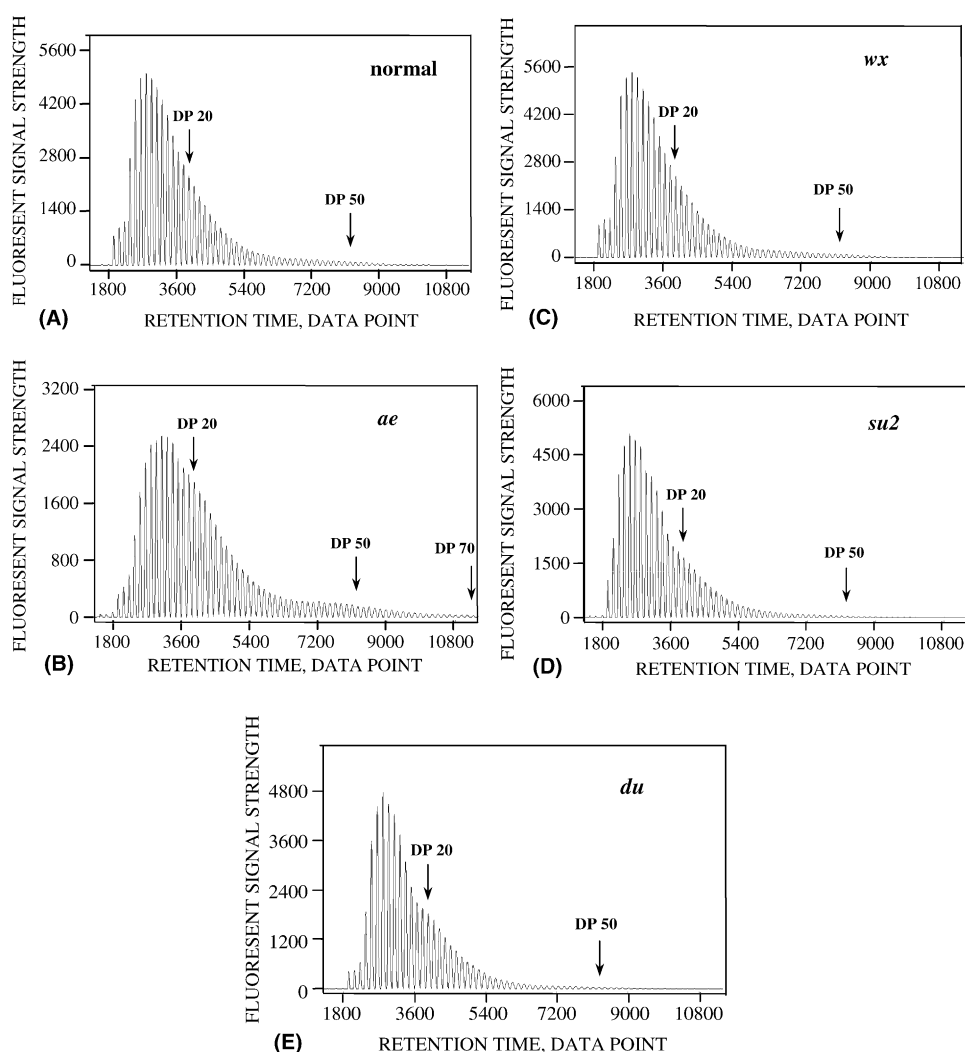 FLUORESENT SIGNAL STRENGTH
5600
4200
2800
1400
0
normal
DP 20
DP 50
1800 3600 5400 7200 9000 10800
(A) RETENTION TIME, DATA POINT
FLUORESENT SIGNAL STRENGTH
5600
4200
2800
1400
0
wx
DP 20
DP 50
1800 3600 5400 7200 9000 10800
(C) RETENTION TIME, DATA POINT
FLUORESENT SIGNAL STRENGTH
3200
2400
1600
800
0
ae
DP 20
DP 50
DP 70
1800 3600 5400 7200 9000 10800
(B) RETENTION TIME, DATA POINT
FLUORESENT SIGNAL STRENGTH
6000
4500
3000
1500
0
su2
DP 20
DP 50
1800 3600 5400 7200 9000 10800
(D) RETENTION TIME, DATA POINT
FLUORESENT SIGNAL STRENGTH
4800
3600
2400
1200
0
du
DP 20
DP 50
1800 3600 5400 7200 9000 10800
(E) RETENTION TIME, DATA POINT